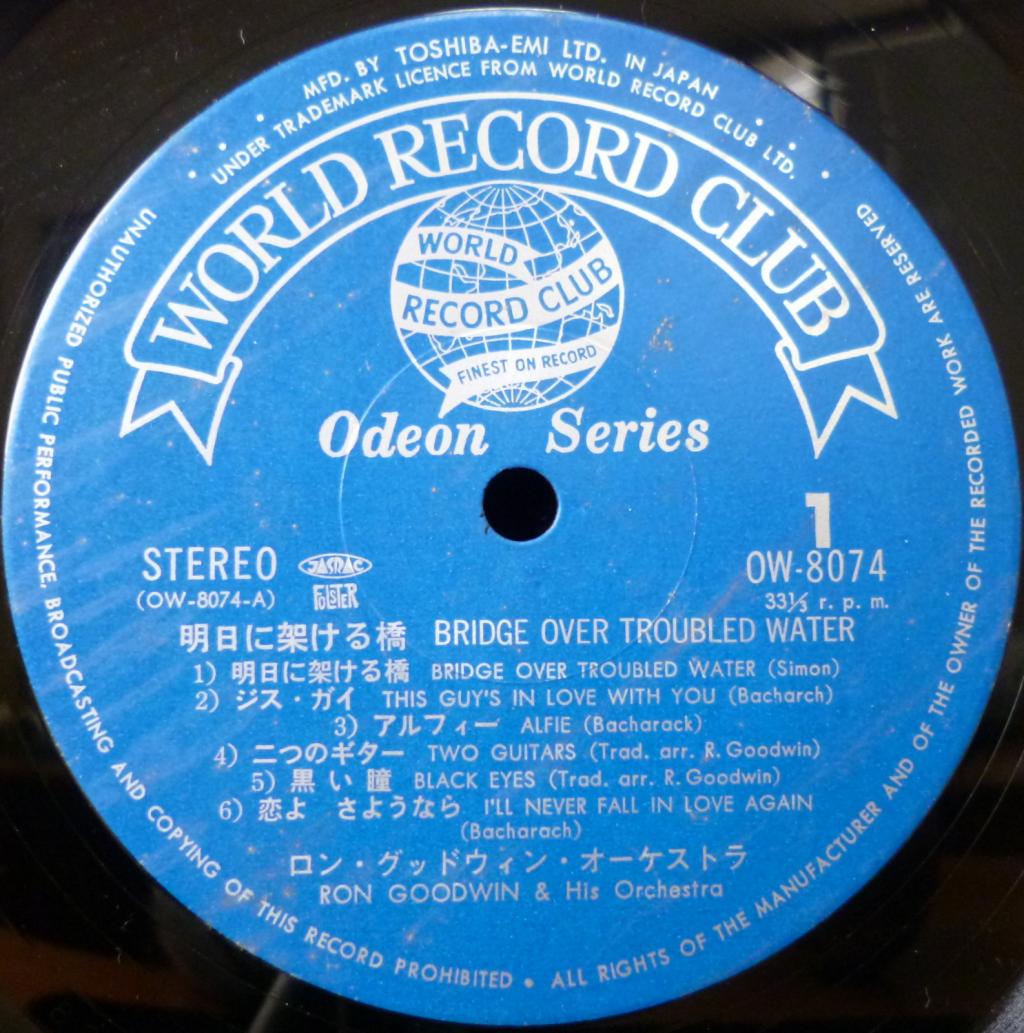 MFD. BY TOSHIBA-EMI LTD. IN JAPAN
UNDER TRADEMARK LICENCE FROM WORLD RECORD CLUB LTD.
WORLD RECORD CLUB
WORLD
RECORD CLUB
FINEST ON RECORD
Odeon Series
1
STEREO JASRAC OW-8074
(OW-8074-A) FOLSTER 33⅓ r. p. m.
明日に架ける橋 BRIDGE OVER TROUBLED WATER
1) 明日に架ける橋 BRIDGE OVER TROUBLED WATER (Simon)
2) ジス・ガイ THIS GUY'S IN LOVE WITH YOU (Bacharch)
3) アルフィー ALFIE (Bacharack)
4) 二つのギター TWO GUITARS (Trad. arr. R. Goodwin)
5) 黒い瞳 BLACK EYES (Trad. arr. R. Goodwin)
6) 恋よ さようなら I'LL NEVER FALL IN LOVE AGAIN
(Bacharach)
ロン・グッドウィン・オーケストラ
RON GOODWIN & His Orchestra
UNAUTHORIZED PUBLIC PERFORMANCE, BROADCASTING AND COPYING OF THIS RECORD PROHIBITED • ALL RIGHTS OF THE MANUFACTURER AND OF THE OWNER OF THE RECORDED WORK ARE RESERVED